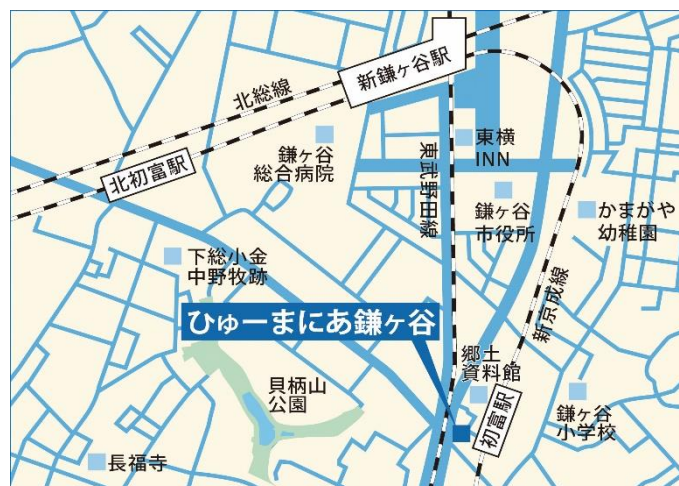 新鎌ヶ谷駅
北総線
北初富駅
鎌ヶ谷
総合病院
東武野田線
東横
INN
鎌ヶ谷
市役所
かまがや
幼稚園
新京成線
下総小金
中野牧跡
ひゅーまにあ鎌ヶ谷
郷土
資料館
貝柄山
公園
初富駅
鎌ヶ谷
小学校
長福寺